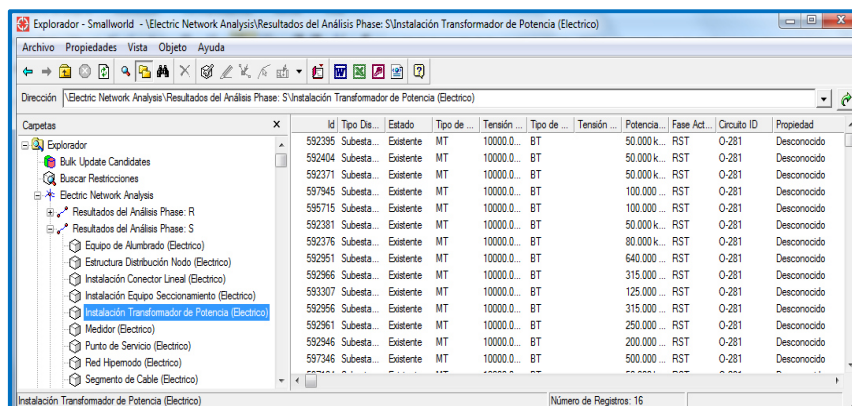 Explorador - Smallworld - \Electric Network Analysis\Resultados del Análisis Phase: S\Instalación Transformador de Potencia (Electrico)
Archivo Propiedades Vista Objeto Ayuda
Dirección \Electric Network Analysis\Resultados del Análisis Phase: S\Instalación Transformador de Potencia (Electrico)
Carpetas
Explorador
Bulk Update Candidates
Buscar Restricciones
Electric Network Analysis
Resultados del Análisis Phase: R
Resultados del Análisis Phase: S
Equipo de Alumbrado (Electrico)
Estructura Distribución Nodo (Electrico)
Instalación Conector Lineal (Electrico)
Instalación Equipo Seccionamiento (Electrico)
Instalación Transformador de Potencia (Electrico)
Medidor (Electrico)
Punto de Servicio (Electrico)
Red Hipernodo (Electrico)
Segmento de Cable (Electrico)
Id Tipo Dis... Estado Tipo de ... Tensión ... Tipo de ... Tensión ... Potencia... Fase Act... Circuito ID Propiedad
592395 Subesta... Existente MT 10000.0... BT 50.000 k... RST O-281 Desconocido
592404 Subesta... Existente MT 10000.0... BT 50.000 k... RST O-281 Desconocido
592371 Subesta... Existente MT 10000.0... BT 50.000 k... RST O-281 Desconocido
597945 Subesta... Existente MT 10000.0... BT 100.000 ... RST O-281 Desconocido
595715 Subesta... Existente MT 10000.0... BT 100.000 ... RST O-281 Desconocido
592381 Subesta... Existente MT 10000.0... BT 50.000 k... RST O-281 Desconocido
592376 Subesta... Existente MT 10000.0... BT 80.000 k... RST O-281 Desconocido
592951 Subesta... Existente MT 10000.0... BT 640.000 ... RST O-281 Desconocido
592966 Subesta... Existente MT 10000.0... BT 315.000 ... RST O-281 Desconocido
593307 Subesta... Existente MT 10000.0... BT 125.000 ... RST O-281 Desconocido
592956 Subesta... Existente MT 10000.0... BT 315.000 ... RST O-281 Desconocido
592961 Subesta... Existente MT 10000.0... BT 250.000 ... RST O-281 Desconocido
592946 Subesta... Existente MT 10000.0... BT 200.000 ... RST O-281 Desconocido
597346 Subesta... Existente MT 10000.0... BT 500.000 ... RST O-281 Desconocido
Instalación Transformador de Potencia (Electrico) Número de Registros: 16